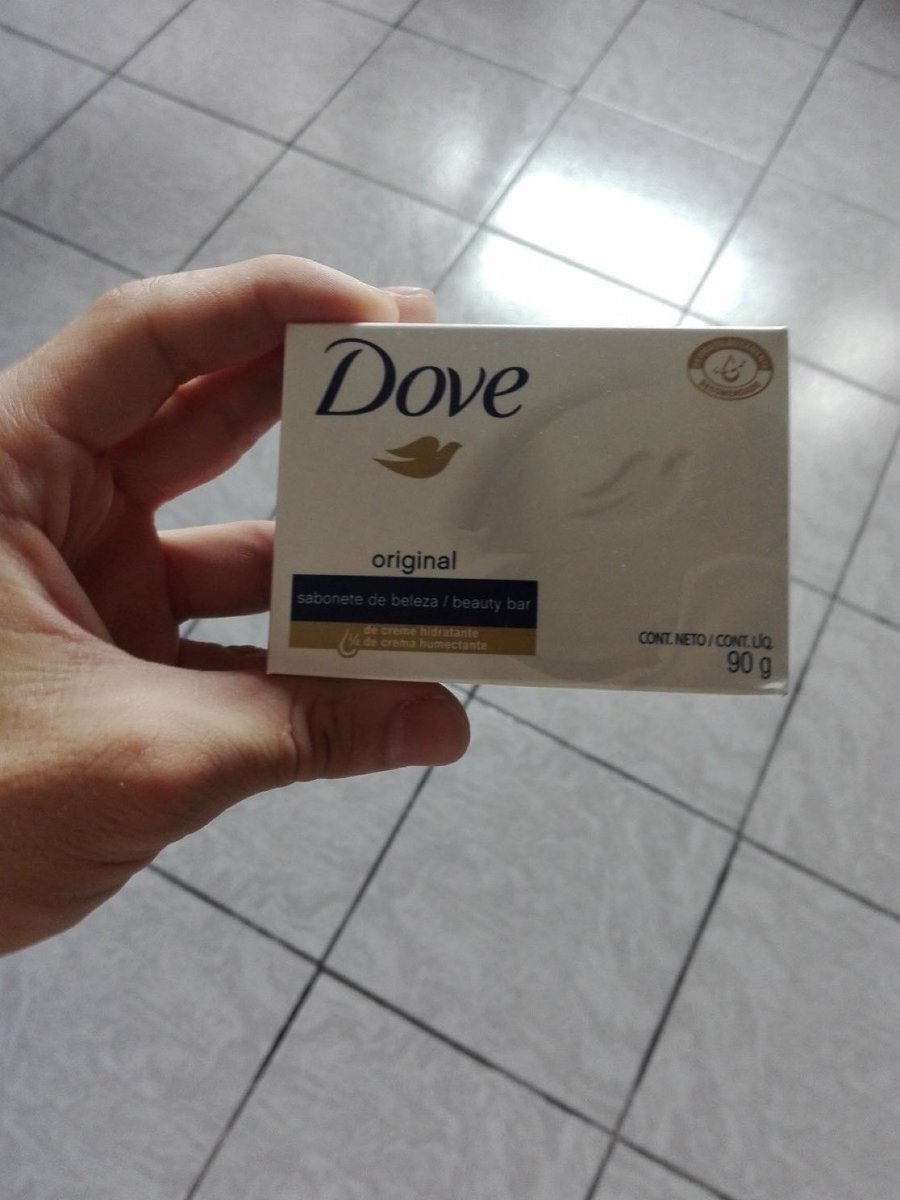 Dove
original
sabonete de beleza / beauty bar
¼ de creme hidratante
de crema humectante
CONT. NETO / CONT. LÍQ.
90 g
RECOMENDADO